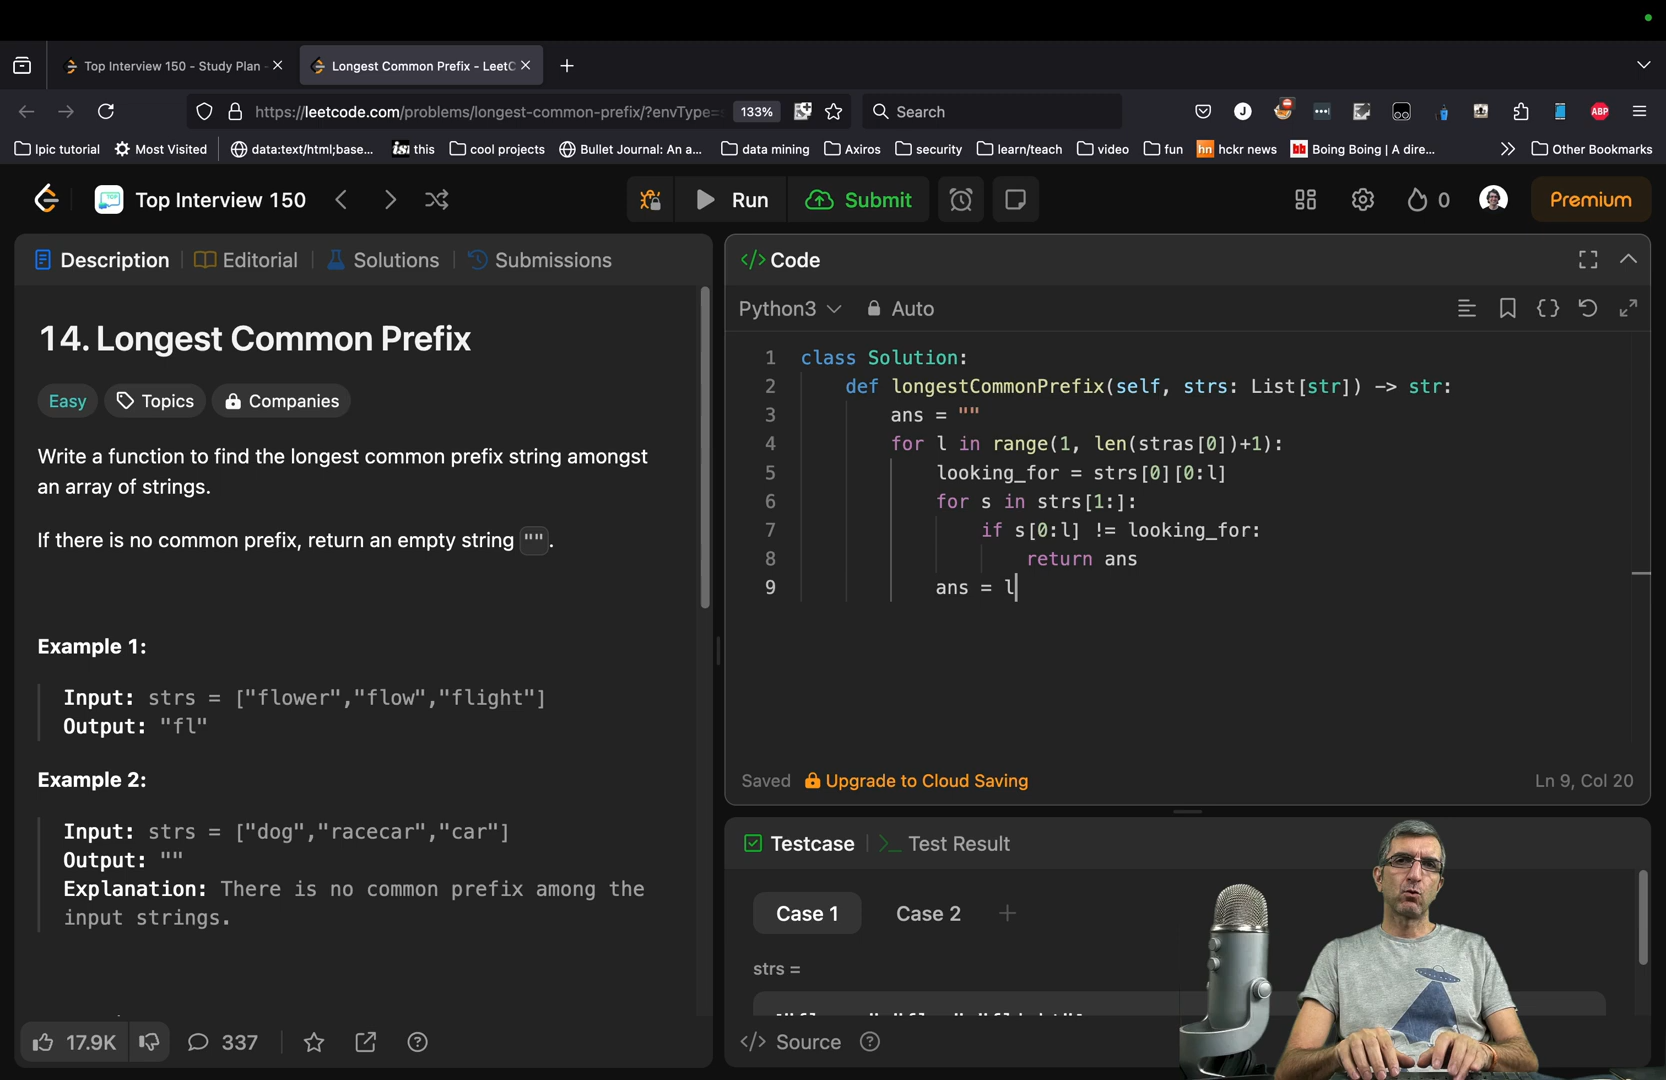 Top Interview 150 - Study Plan -
Longest Common Prefix - LeetC
https://leetcode.com/problems/longest-common-prefix/?envType=
133%
Search
J
ABP
Ipic tutorial
Most Visited
data:text/html;base...
this
cool projects
Bullet Journal: An a...
data mining
Axiros
security
learn/teach
video
fun
hn hckr news
bb Boing Boing | A dire...
Other Bookmarks
Top Interview 150
Run
Submit
0
Premium
Description
Editorial
Solutions
Submissions
14. Longest Common Prefix
Easy
Topics
Companies
Write a function to find the longest common prefix string amongst
an array of strings.
If there is no common prefix, return an empty string "".
Example 1:
Input: strs = ["flower","flow","flight"]
Output: "fl"
Example 2:
Input: strs = ["dog","racecar","car"]
Output: ""
Explanation: There is no common prefix among the
input strings.
17.9K
337
</> Code
Python3
Auto
1 class Solution:
2 def longestCommonPrefix(self, strs: List[str]) -> str:
3 ans = ""
4 for l in range(1, len(stras[0])+1):
5 looking_for = strs[0][0:l]
6 for s in strs[1:]:
7 if s[0:l] != looking_for:
8 return ans
9 ans = l
Saved
Upgrade to Cloud Saving
Ln 9, Col 20
Testcase
Test Result
Case 1
Case 2
strs =
</> Source